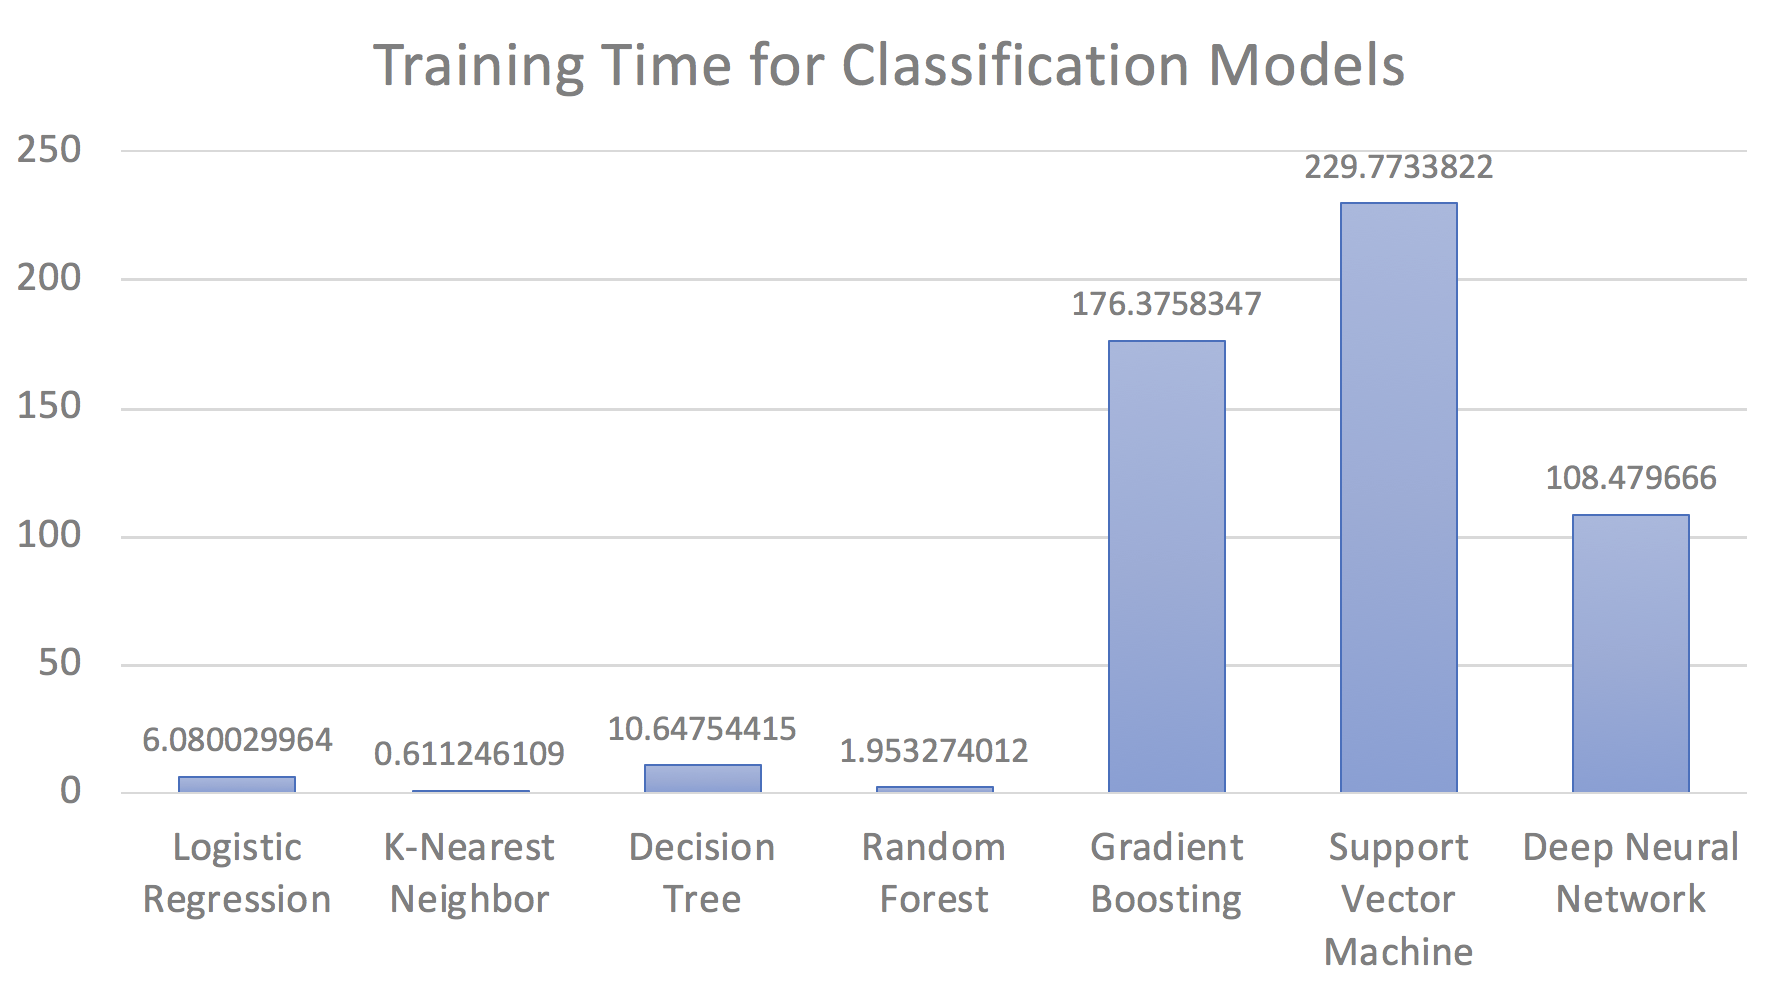 Training Time for Classification Models
250
200
150
100
50
0
6.080029964
0.611246109
10.64754415
1.953274012
176.3758347
229.7733822
108.479666
Logistic
Regression
K-Nearest
Neighbor
Decision
Tree
Random
Forest
Gradient
Boosting
Support
Vector
Machine
Deep Neural
Network